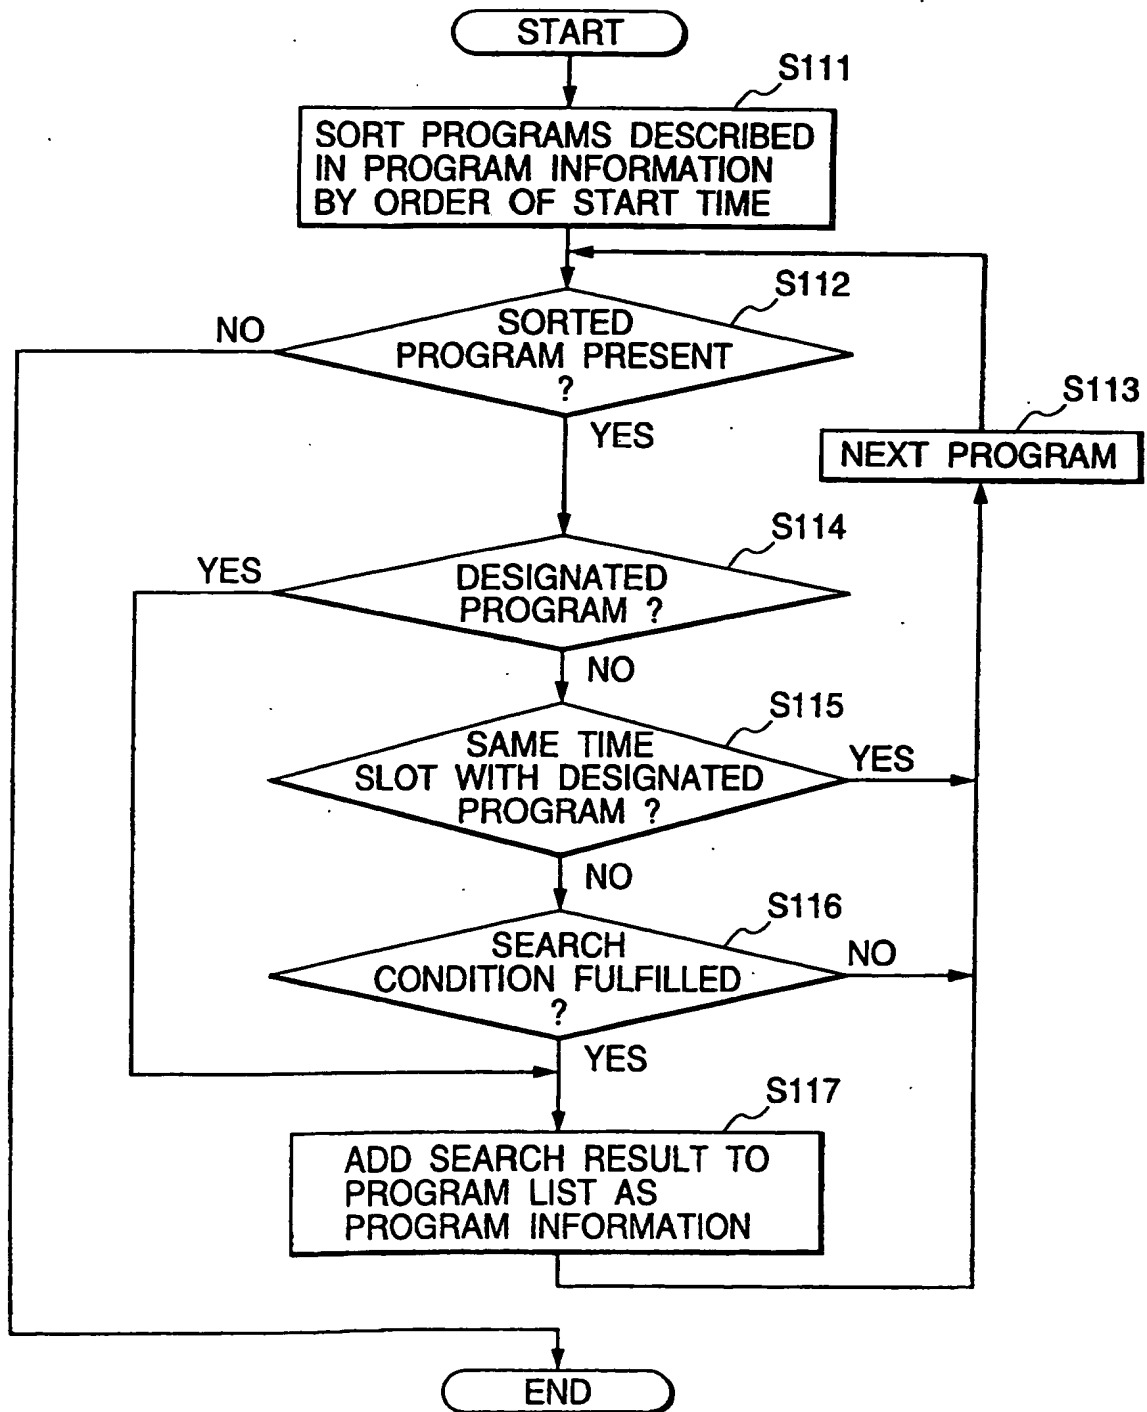 START
S111
SORT PROGRAMS DESCRIBED
IN PROGRAM INFORMATION
BY ORDER OF START TIME
S112
NO
SORTED
PROGRAM PRESENT
?
YES
S113
NEXT PROGRAM
S114
YES
DESIGNATED
PROGRAM ?
NO
S115
SAME TIME
SLOT WITH DESIGNATED
PROGRAM ?
YES
NO
S116
SEARCH
CONDITION FULFILLED
?
NO
YES
S117
ADD SEARCH RESULT TO
PROGRAM LIST AS
PROGRAM INFORMATION
END